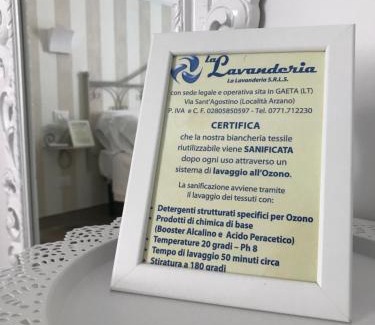 la Lavanderia
La Lavanderia S.R.L.S.
con sede legale e operativa sita in GAETA (LT)
Via Sant'Agostino (Località Arzano)
P. IVA e C.F. 02805850597 - Tel. 0771.712230
CERTIFICA
che la nostra biancheria tessile
riutilizzabile viene SANIFICATA
dopo ogni uso attraverso un
sistema di lavaggio all'Ozono.
La sanificazione avviene tramite
il lavaggio dei tessuti con:
• Detergenti strutturati specifici per Ozono
• Prodotti di chimica di base
(Booster Alcalino e Acido Peracetico)
• Temperature 20 gradi – Ph 8
• Tempo di lavaggio 50 minuti circa
• Stiratura a 180 gradi